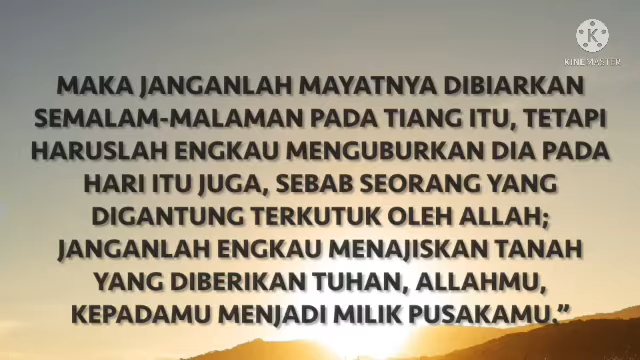 K
KINEMASTER
MAKA JANGANLAH MAYATNYA DIBIARKAN
SEMALAM-MALAMAN PADA TIANG ITU, TETAPI
HARUSLAH ENGKAU MENGUBURKAN DIA PADA
HARI ITU JUGA, SEBAB SEORANG YANG
DIGANTUNG TERKUTUK OLEH ALLAH;
JANGANLAH ENGKAU MENAJISKAN TANAH
YANG DIBERIKAN TUHAN, ALLAHMU,
KEPADAMU MENJADI MILIK PUSAKAMU.”